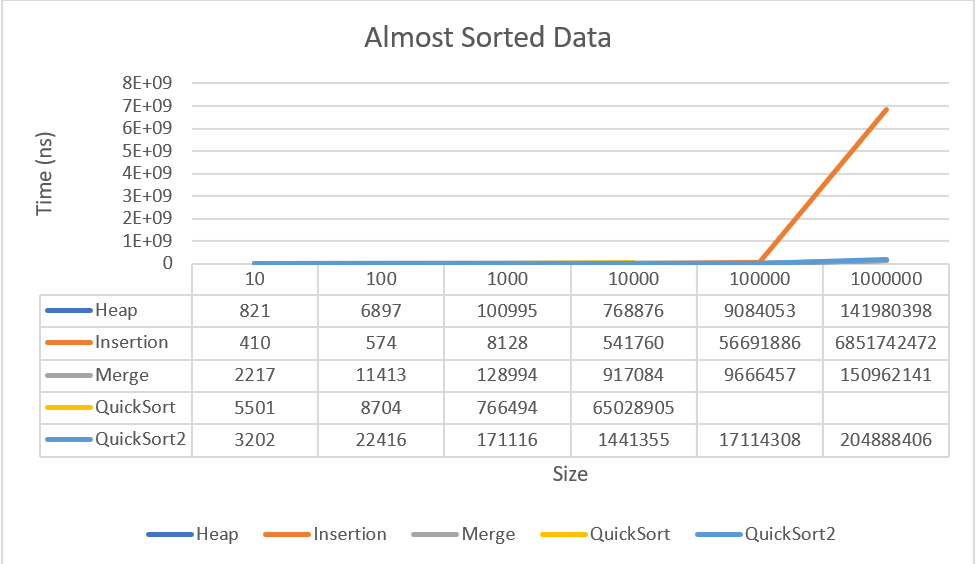 Almost Sorted Data
8E+09
7E+09
6E+09
5E+09
4E+09
3E+09
2E+09
1E+09
0
Time (ns)
10 100 1000 10000 100000 1000000
Heap 821 6897 100995 768876 9084053 141980398
Insertion 410 574 8128 541760 56691886 6851742472
Merge 2217 11413 128994 917084 9666457 150962141
QuickSort 5501 8704 766494 65028905
QuickSort2 3202 22416 171116 1441355 17114308 204888406
Size
Heap Insertion Merge QuickSort QuickSort2